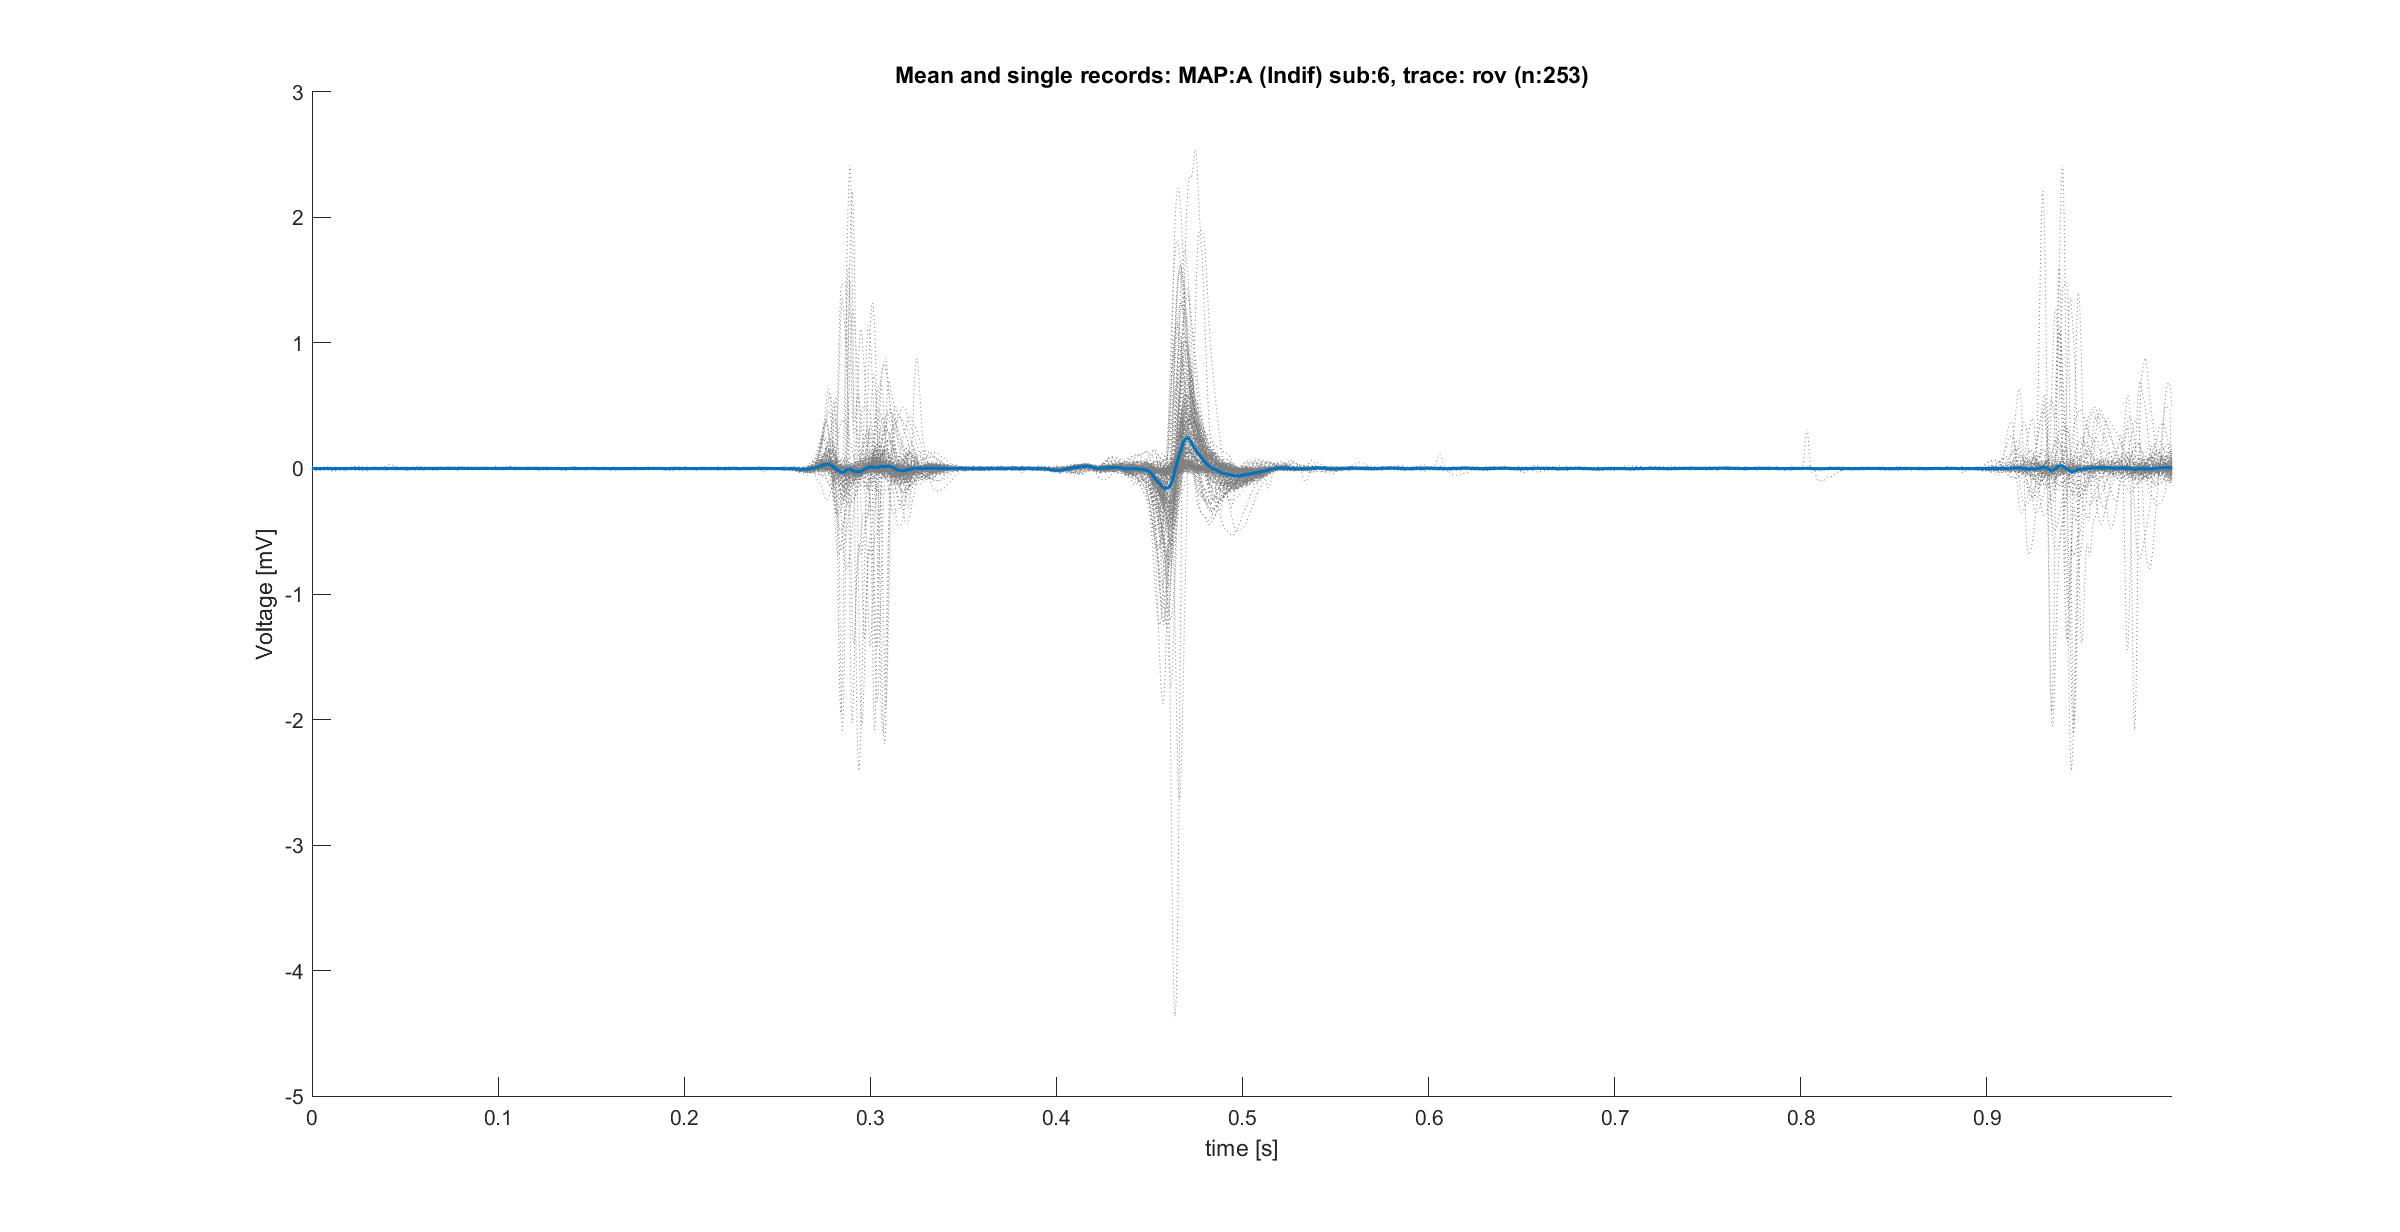 Mean and single records: MAP:A (Indif) sub:6, trace: rov (n:253)
3
2
1
0
-1
-2
-3
-4
-5
Voltage [mV]
0 0.1 0.2 0.3 0.4 0.5 0.6 0.7 0.8 0.9
time [s]